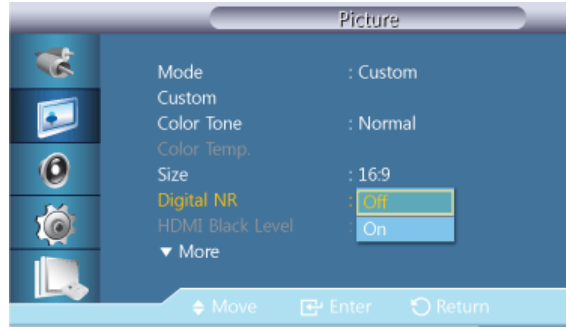 Picture
Mode : Custom
Custom
Color Tone : Normal
Color Temp.
Size : 16:9
Digital NR : Off
HDMI Black Level : On
▼ More
Move Enter Return